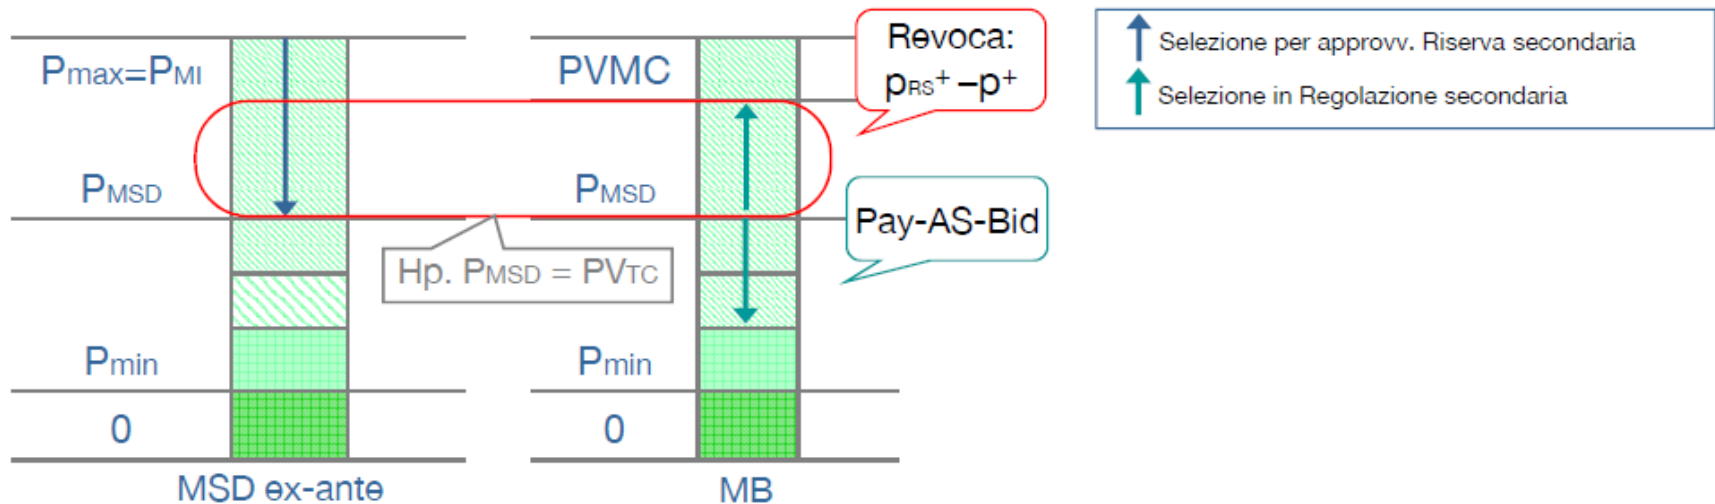 Pmax=PMI
PMSD
Pmin
0
MSD ex-ante
Hp. PMSD = PVTC
PVMC
PMSD
Pmin
0
MB
Revoca:
pRS+ –p+
Pay-AS-Bid
Selezione per approvv. Riserva secondaria
Selezione in Regolazione secondaria